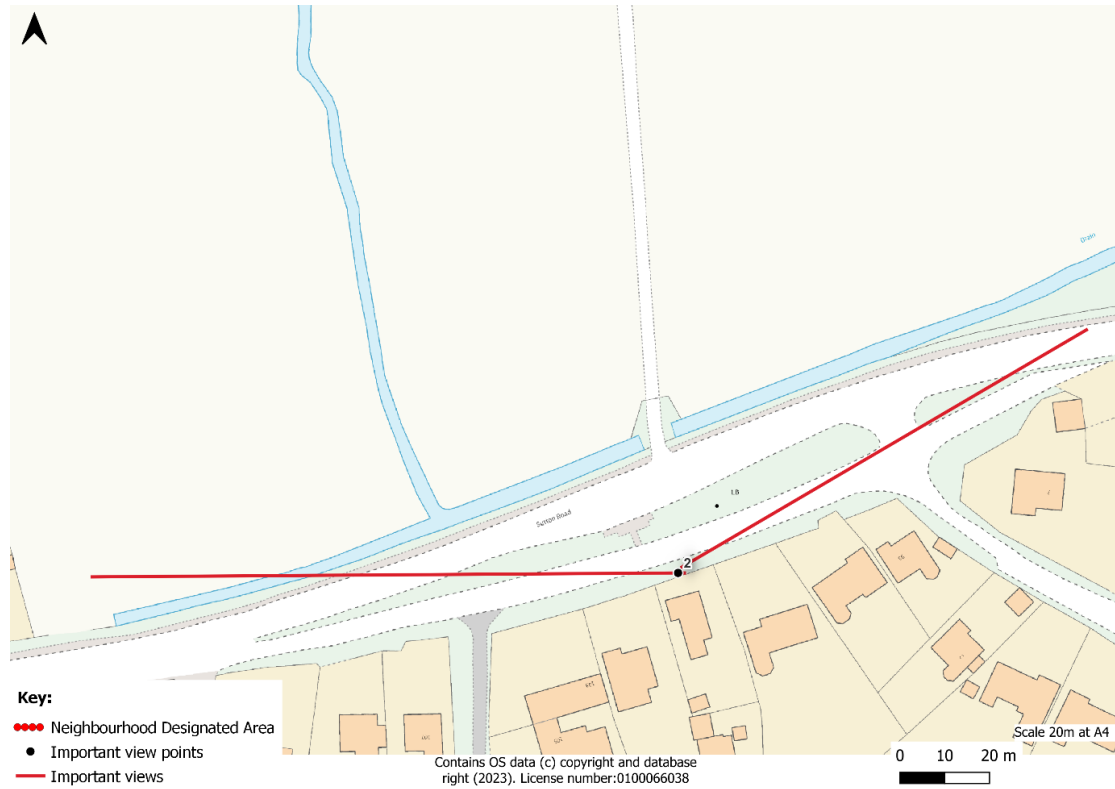 Drain
LB
Sutton Road
2
Key:
Neighbourhood Designated Area
Important view points
Important views
Contains OS data (c) copyright and database
right (2023). License number:0100066038
Scale 20m at A4
0 10 20 m